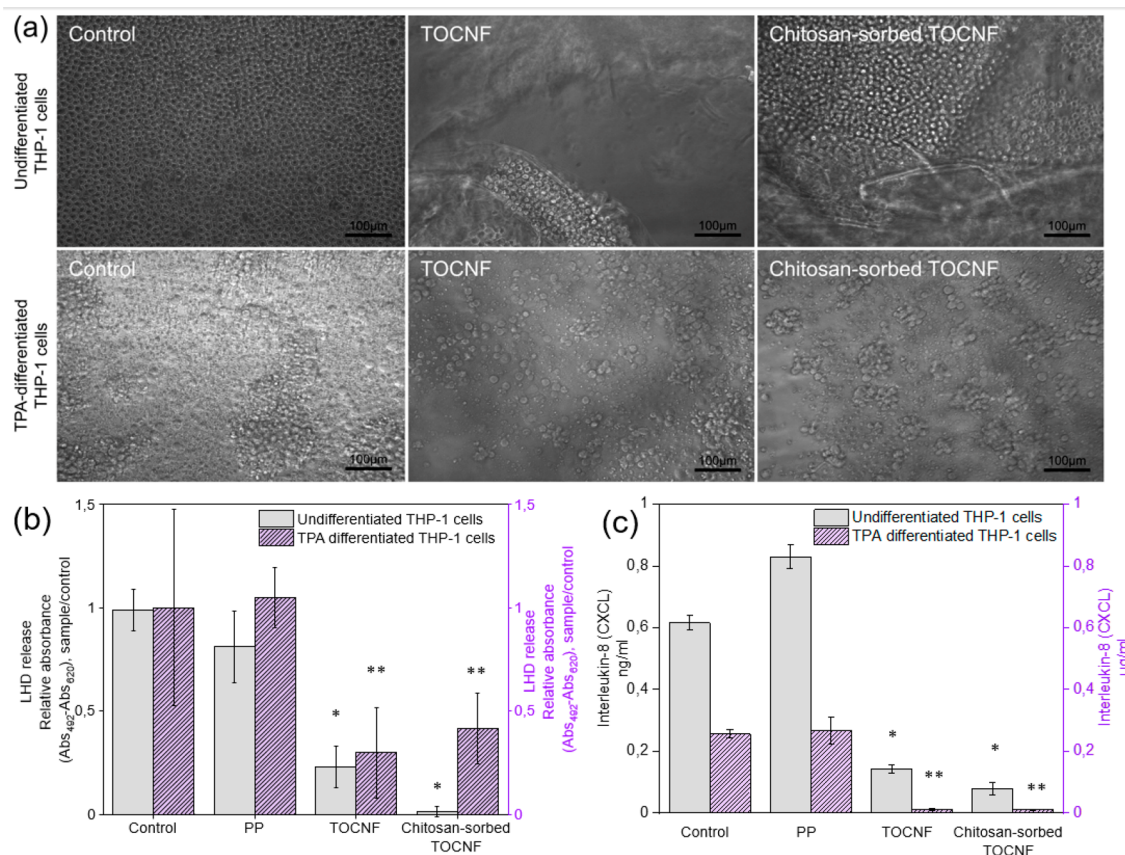 (a)
Control
TOCNF
Chitosan-sorbed TOCNF
Undifferentiated
THP-1 cells
100µm
100µm
100µm
Control
TOCNF
Chitosan-sorbed TOCNF
TPA-differentiated
THP-1 cells
100µm
100µm
100µm
(b)
1,5
1
0,5
0
LHD release
Relative absorbance
(Abs492-Abs620), sample/control
Undifferentiated THP-1 cells
TPA differentiated THP-1 cells
*
**
*
**
Control
PP
TOCNF
Chitosan-sorbed
TOCNF
1,5
1
0,5
0
LHD release
Relative absorbance
(Abs492-Abs620), sample/control
(c)
1
0,8
0,6
0,4
0,2
0
Interleukin-8 (CXCL)
ng/ml
Undifferentiated THP-1 cells
TPA differentiated THP-1 cells
*
**
*
**
Control
PP
TOCNF
Chitosan-sorbed
TOCNF
1
0,8
0,6
0,4
0,2
0
Interleukin-8 (CXCL)
µg/ml